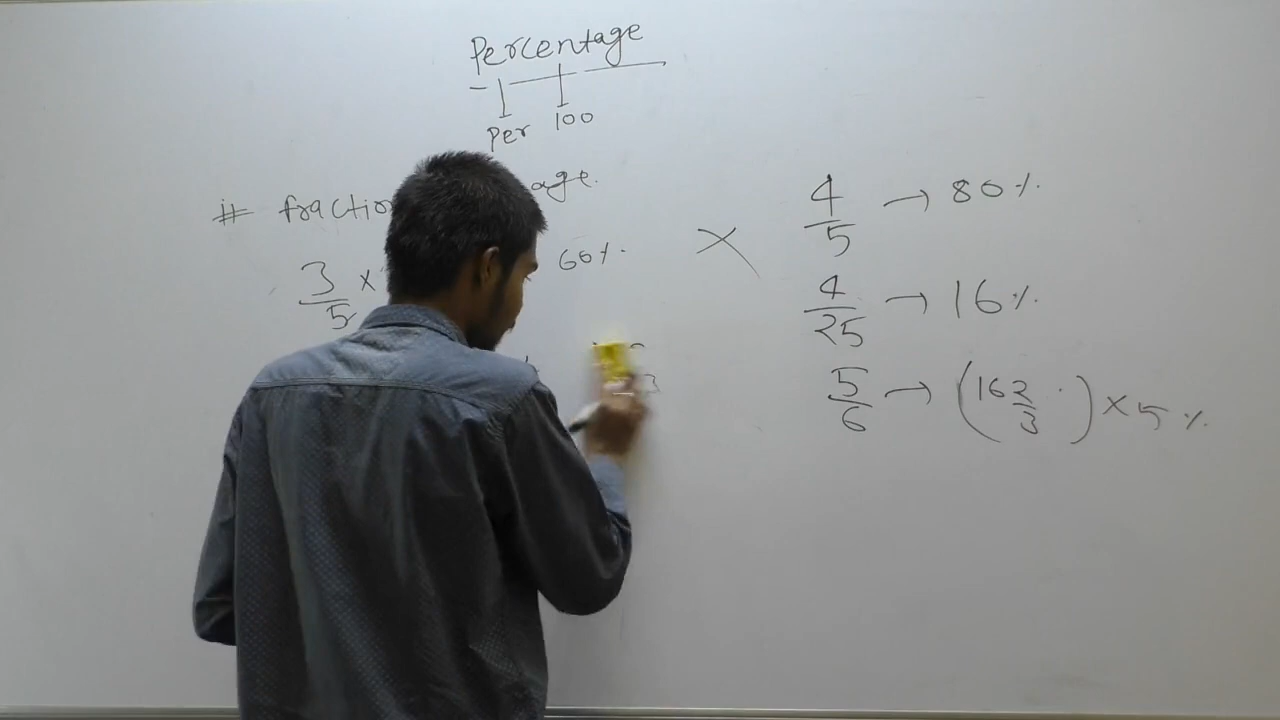 Percentage
Per 100
# fraction age.
3/5 × 60%
×
4/5 → 80%
4/25 → 16%
5/6 → (16 2/3) × 5%